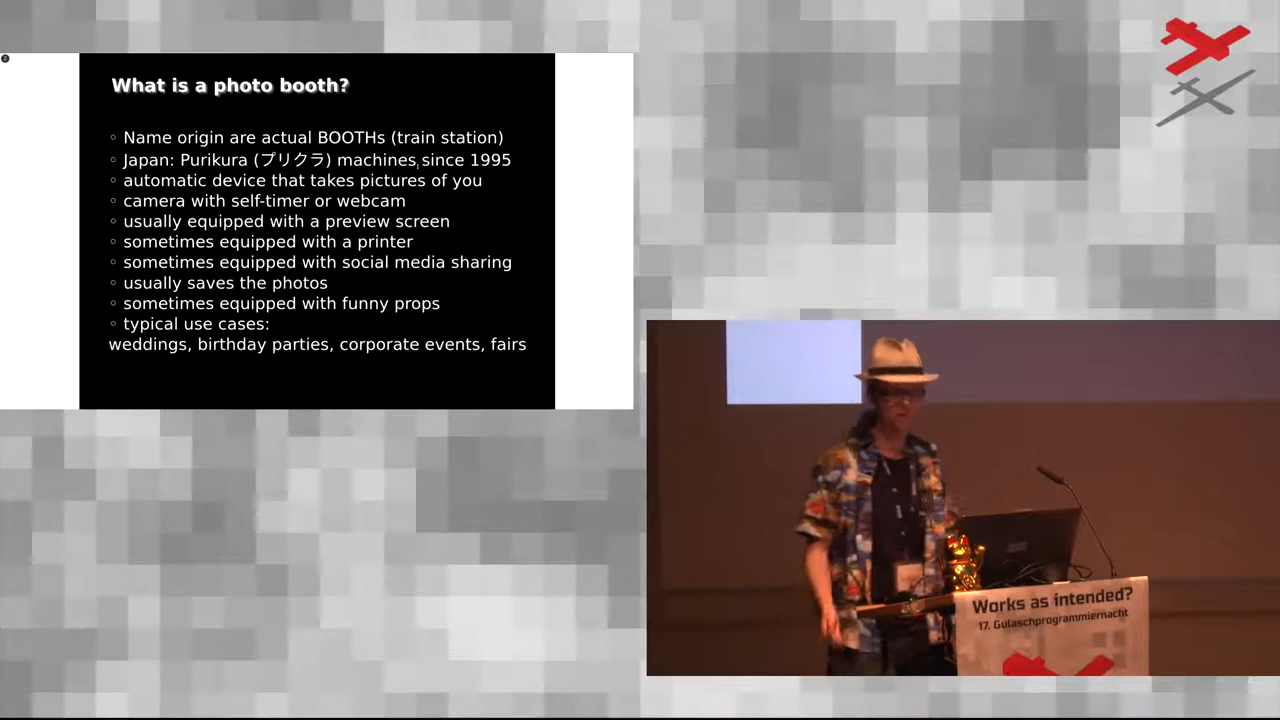 What is a photo booth?
◦ Name origin are actual BOOTHs (train station)
◦ Japan: Purikura (プリクラ) machines since 1995
◦ automatic device that takes pictures of you
◦ camera with self-timer or webcam
◦ usually equipped with a preview screen
◦ sometimes equipped with a printer
◦ sometimes equipped with social media sharing
◦ usually saves the photos
◦ sometimes equipped with funny props
◦ typical use cases:
weddings, birthday parties, corporate events, fairs
Works as intended?
17. Gulaschprogrammiernacht